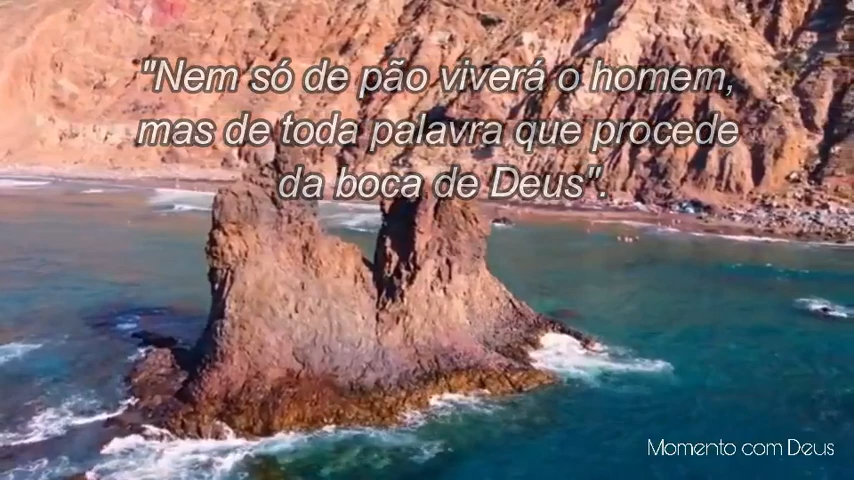 "Nem só de pão viverá o homem,
mas de toda palavra que procede
da boca de Deus".
Momento com Deus